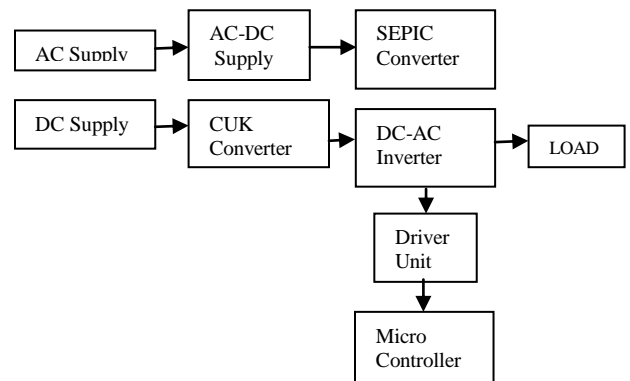 AC Supply
AC-DC
Supply
SEPIC
Converter
DC Supply
CUK
Converter
DC-AC
Inverter
LOAD
Driver
Unit
Micro
Controller